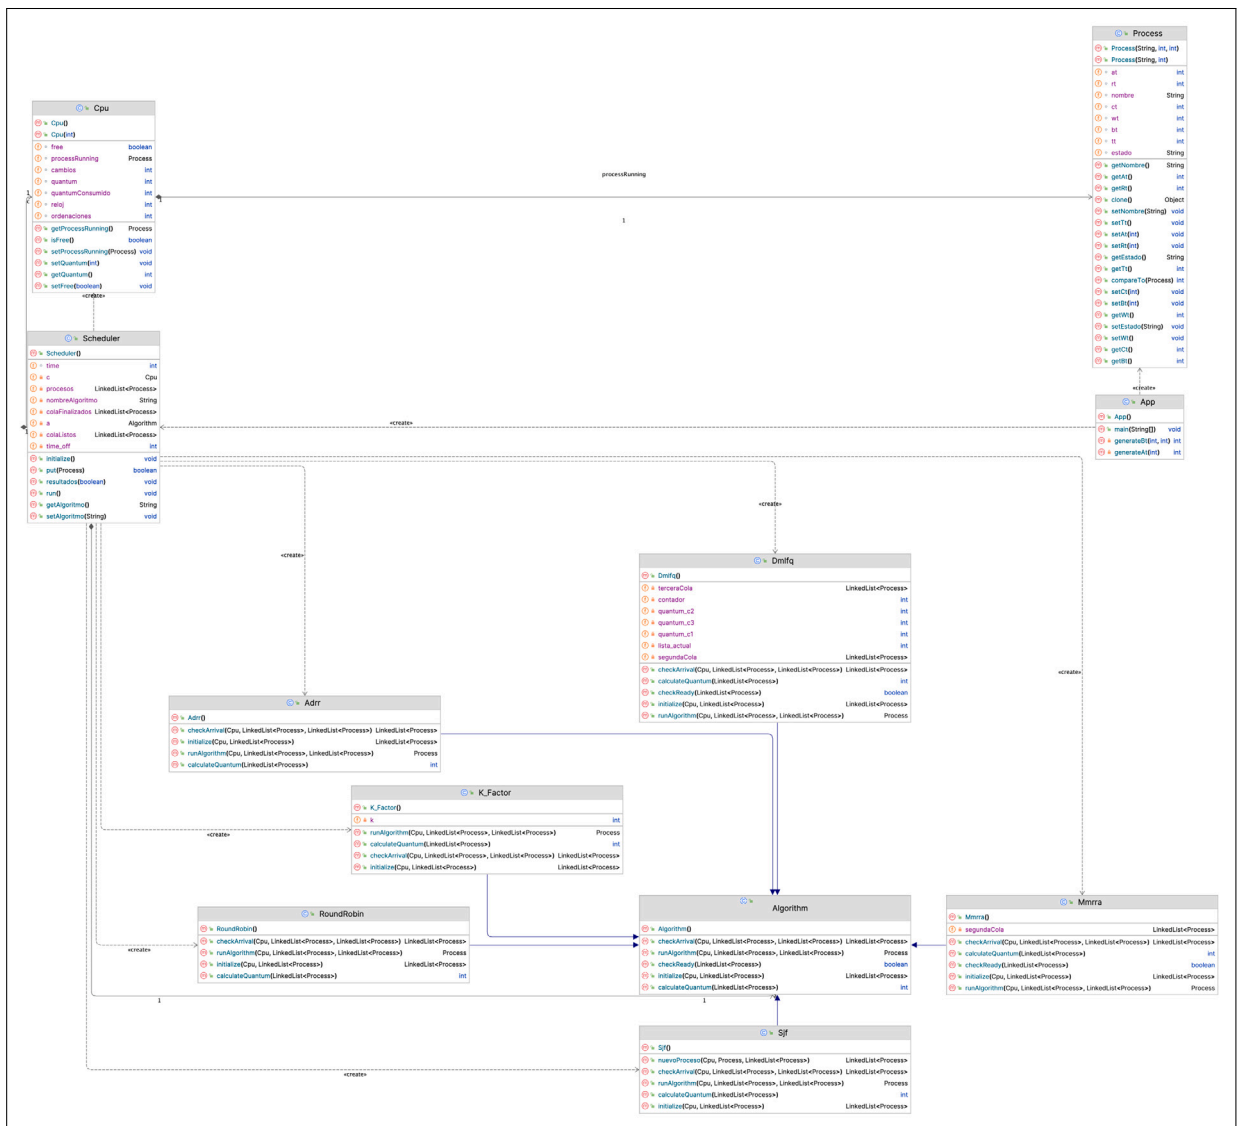 Process
Process(String, int, int)
Process(String, int)
at int
rt int
nombre String
ct int
wt int
bt int
tt int
estado String
getNombre() String
getAt() int
getRt() int
clone() Object
setNombre(String) void
setTt() void
setAt(int) void
setRt(int) void
getEstado() String
getTt() int
compareTo(Process) int
setCt(int) void
setBt(int) void
getWt() int
setEstado(String) void
setWt() void
getCt() int
getBt() int
Cpu
Cpu()
Cpu(int)
free boolean
processRunning Process
cambios int
quantum int
quantumConsumido int
reloj int
ordenaciones int
getProcessRunning() Process
isFree() boolean
setProcessRunning(Process) void
setQuantum(int) void
getQuantum() int
setFree(boolean) void
processRunning
1
1
1
«create»
Scheduler
Scheduler()
time int
c Cpu
procesos LinkedList<Process>
nombreAlgoritmo String
colaFinalizados LinkedList<Process>
a Algorithm
colaListos LinkedList<Process>
time_off int
initialize() void
put(Process) boolean
resultados(boolean) void
run() void
getAlgoritmo() String
setAlgoritmo(String) void
1
«create»
App
App()
main(String[]) void
generateBt(int, int) int
generateAt(int) int
«create»
«create»
«create»
Dmlfq
Dmlfq()
terceraCola LinkedList<Process>
contador int
quantum_c2 int
quantum_c3 int
quantum_c1 int
lista_actual int
segundaCola LinkedList<Process>
checkArrival(Cpu, LinkedList<Process>, LinkedList<Process>) LinkedList<Process>
calculateQuantum(LinkedList<Process>) int
checkReady(LinkedList<Process>) boolean
initialize(Cpu, LinkedList<Process>) LinkedList<Process>
runAlgorithm(Cpu, LinkedList<Process>, LinkedList<Process>) Process
«create»
Adrr
Adrr()
checkArrival(Cpu, LinkedList<Process>, LinkedList<Process>) LinkedList<Process>
initialize(Cpu, LinkedList<Process>) LinkedList<Process>
runAlgorithm(Cpu, LinkedList<Process>, LinkedList<Process>) Process
calculateQuantum(LinkedList<Process>) int
K_Factor
K_Factor()
k int
runAlgorithm(Cpu, LinkedList<Process>, LinkedList<Process>) Process
calculateQuantum(LinkedList<Process>) int
checkArrival(Cpu, LinkedList<Process>, LinkedList<Process>) LinkedList<Process>
initialize(Cpu, LinkedList<Process>) LinkedList<Process>
«create»
RoundRobin
RoundRobin()
checkArrival(Cpu, LinkedList<Process>, LinkedList<Process>) LinkedList<Process>
runAlgorithm(Cpu, LinkedList<Process>, LinkedList<Process>) Process
initialize(Cpu, LinkedList<Process>) LinkedList<Process>
calculateQuantum(LinkedList<Process>) int
«create»
Algorithm
Algorithm()
checkArrival(Cpu, LinkedList<Process>, LinkedList<Process>) LinkedList<Process>
runAlgorithm(Cpu, LinkedList<Process>, LinkedList<Process>) Process
checkReady(LinkedList<Process>) boolean
initialize(Cpu, LinkedList<Process>) LinkedList<Process>
calculateQuantum(LinkedList<Process>) int
1
1
Mmrra
Mmrra()
segundaCola LinkedList<Process>
checkArrival(Cpu, LinkedList<Process>, LinkedList<Process>) LinkedList<Process>
calculateQuantum(LinkedList<Process>) int
checkReady(LinkedList<Process>) boolean
initialize(Cpu, LinkedList<Process>) LinkedList<Process>
runAlgorithm(Cpu, LinkedList<Process>, LinkedList<Process>) Process
Sjf
Sjf()
nuevoProceso(Cpu, Process, LinkedList<Process>) LinkedList<Process>
checkArrival(Cpu, LinkedList<Process>, LinkedList<Process>) LinkedList<Process>
runAlgorithm(Cpu, LinkedList<Process>, LinkedList<Process>) Process
calculateQuantum(LinkedList<Process>) int
initialize(Cpu, LinkedList<Process>) LinkedList<Process>
«create»